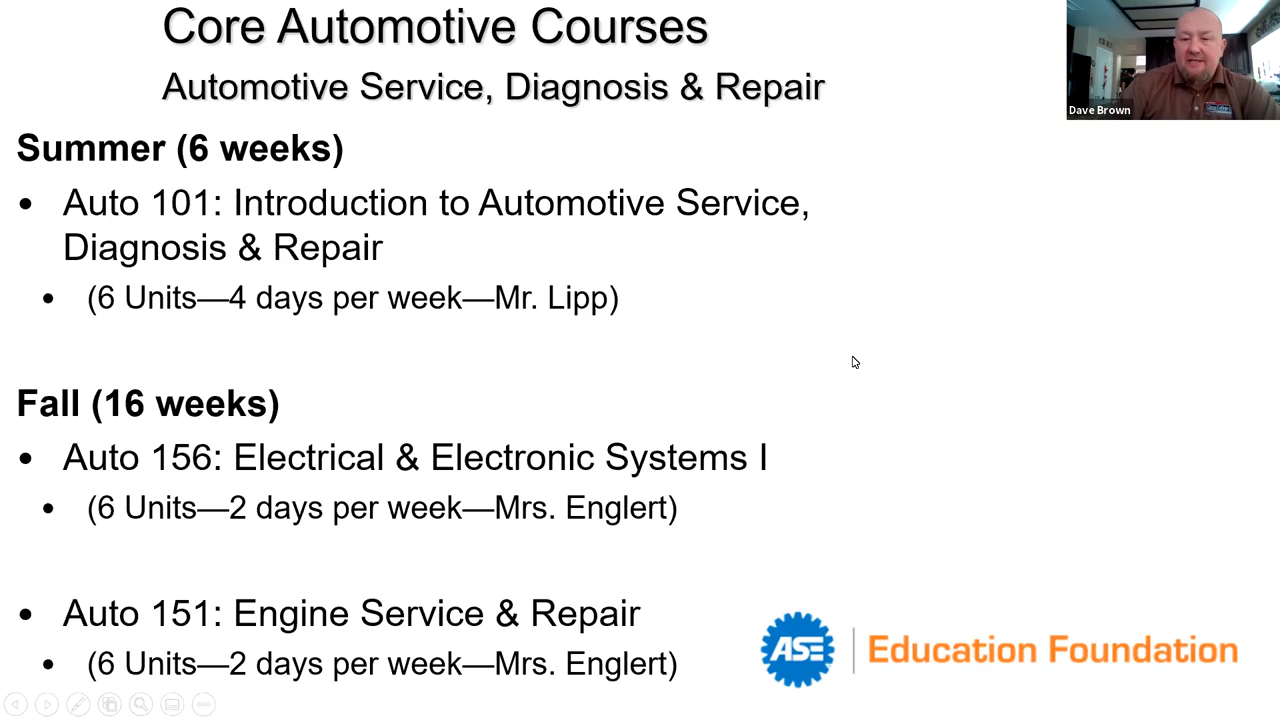 Core Automotive Courses
Automotive Service, Diagnosis & Repair
Dave Brown
Summer (6 weeks)
• Auto 101: Introduction to Automotive Service,
Diagnosis & Repair
• (6 Units—4 days per week—Mr. Lipp)
Fall (16 weeks)
• Auto 156: Electrical & Electronic Systems I
• (6 Units—2 days per week—Mrs. Englert)
• Auto 151: Engine Service & Repair
• (6 Units—2 days per week—Mrs. Englert)
ASE Education Foundation